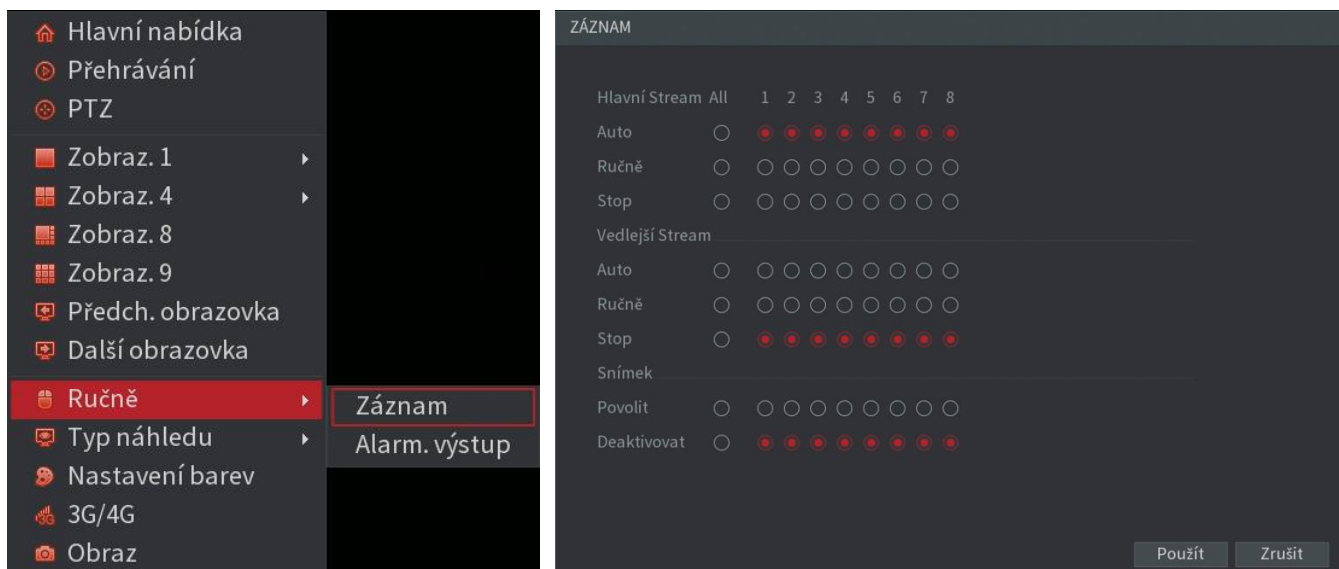 Hlavní nabídka
Přehrávání
PTZ
Zobraz. 1
Zobraz. 4
Zobraz. 8
Zobraz. 9
Předch. obrazovka
Další obrazovka
Ručně
Typ náhledu
Nastavení barev
3G/4G
Obraz
Záznam
Alarm. výstup
ZÁZNAM
Hlavní Stream All 1 2 3 4 5 6 7 8
Auto
Ručně
Stop
Vedlejší Stream
Auto
Ručně
Stop
Snímek
Povolit
Deaktivovat
Použít Zrušit